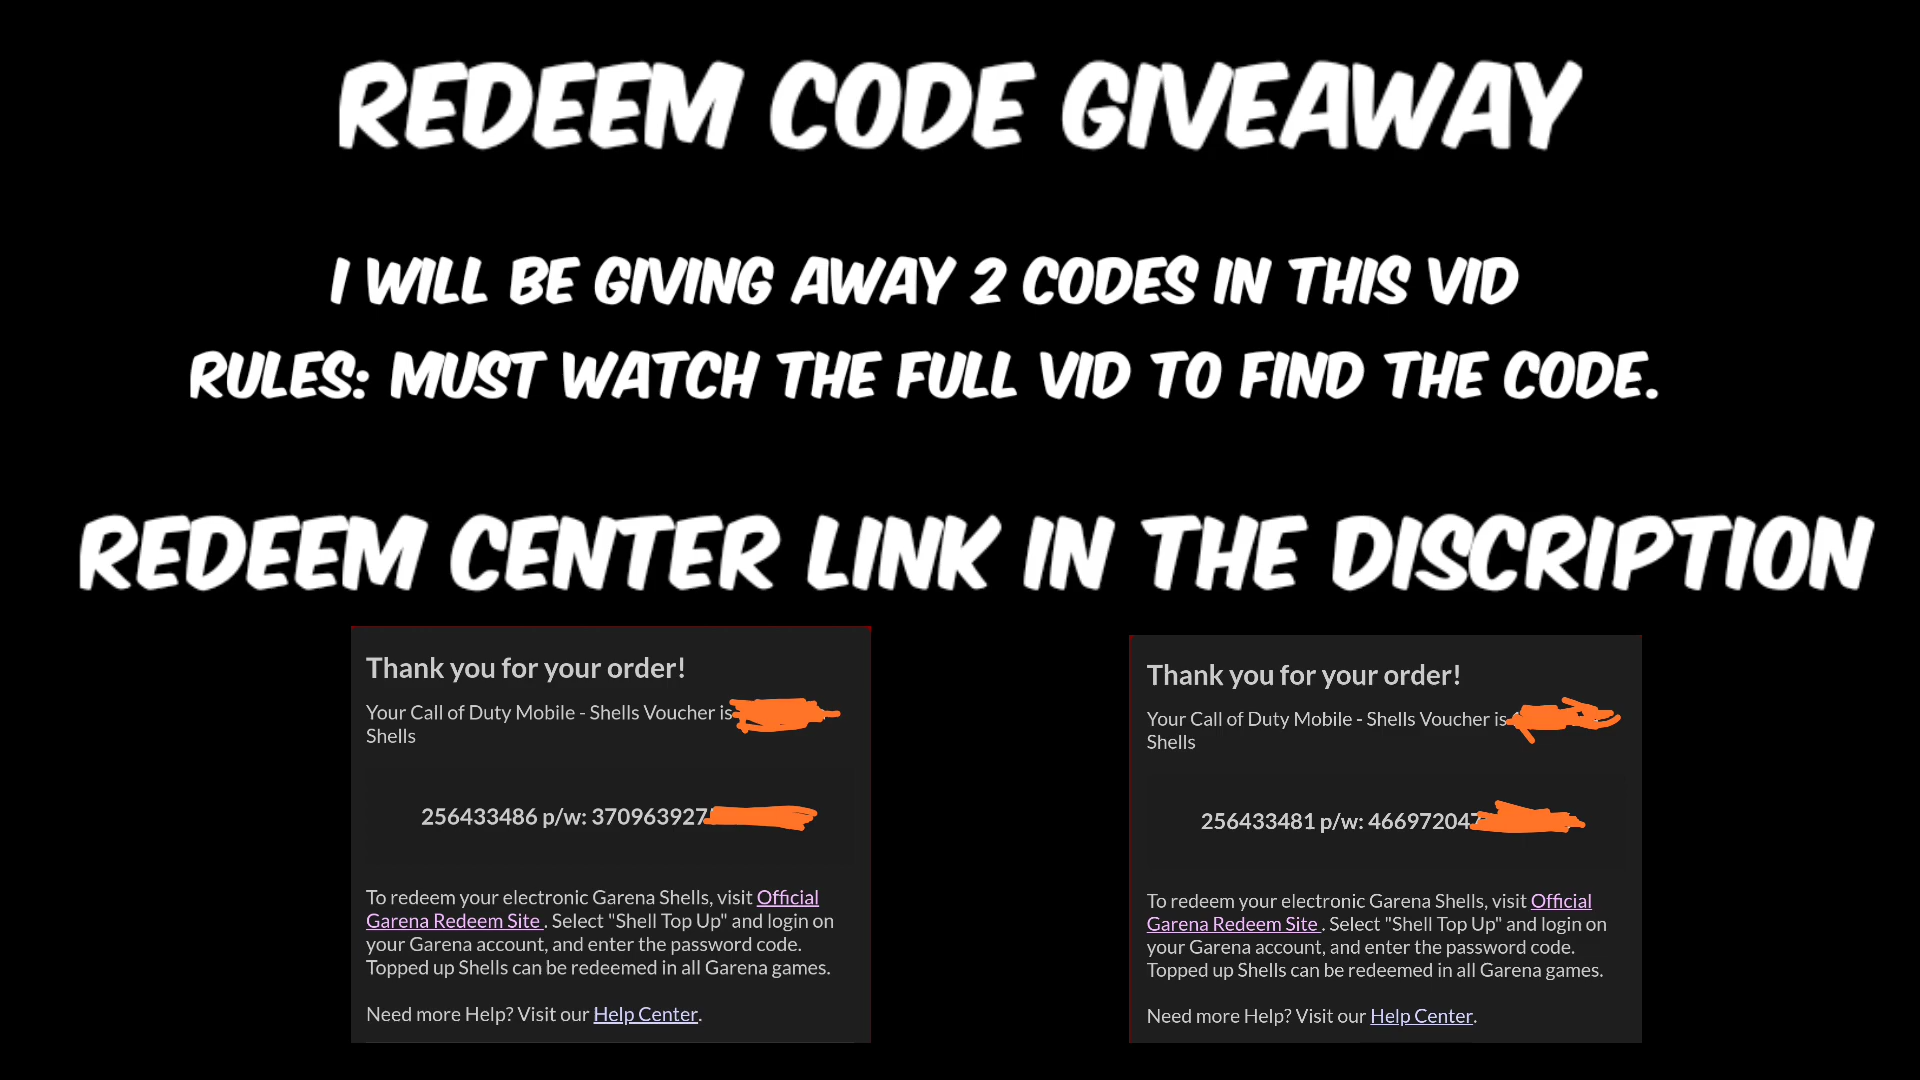 REDEEM CODE GIVEAWAY
I WILL BE GIVING AWAY 2 CODES IN THIS VID
RULES: MUST WATCH THE FULL VID TO FIND THE CODE.
REDEEM CENTER LINK IN THE DISCRIPTION
Thank you for your order!
Your Call of Duty Mobile - Shells Voucher is
Shells
256433486 p/w: 370963927
To redeem your electronic Garena Shells, visit Official
Garena Redeem Site . Select "Shell Top Up" and login on
your Garena account, and enter the password code.
Topped up Shells can be redeemed in all Garena games.
Need more Help? Visit our Help Center.
Thank you for your order!
Your Call of Duty Mobile - Shells Voucher is
Shells
256433481 p/w: 466972047
To redeem your electronic Garena Shells, visit Official
Garena Redeem Site . Select "Shell Top Up" and login on
your Garena account, and enter the password code.
Topped up Shells can be redeemed in all Garena games.
Need more Help? Visit our Help Center.